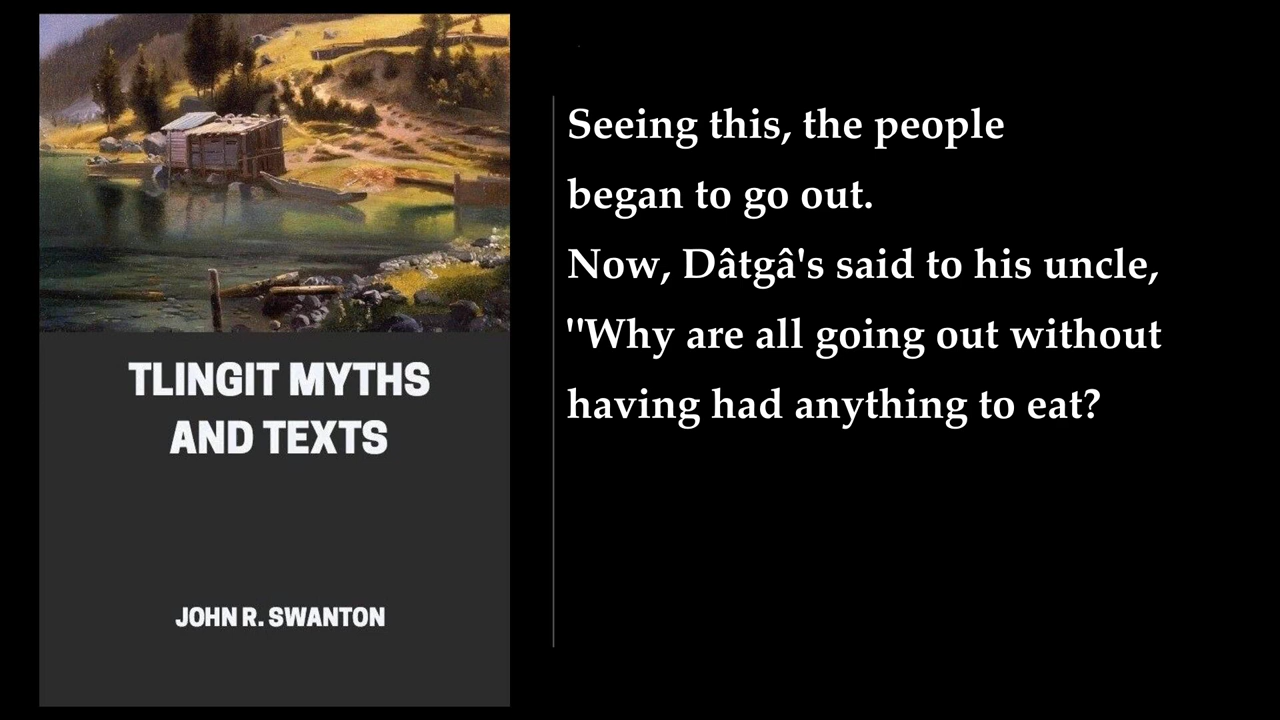 TLINGIT MYTHS
AND TEXTS
JOHN R. SWANTON
Seeing this, the people
began to go out.
Now, Dâtgâ's said to his uncle,
"Why are all going out without
having had anything to eat?